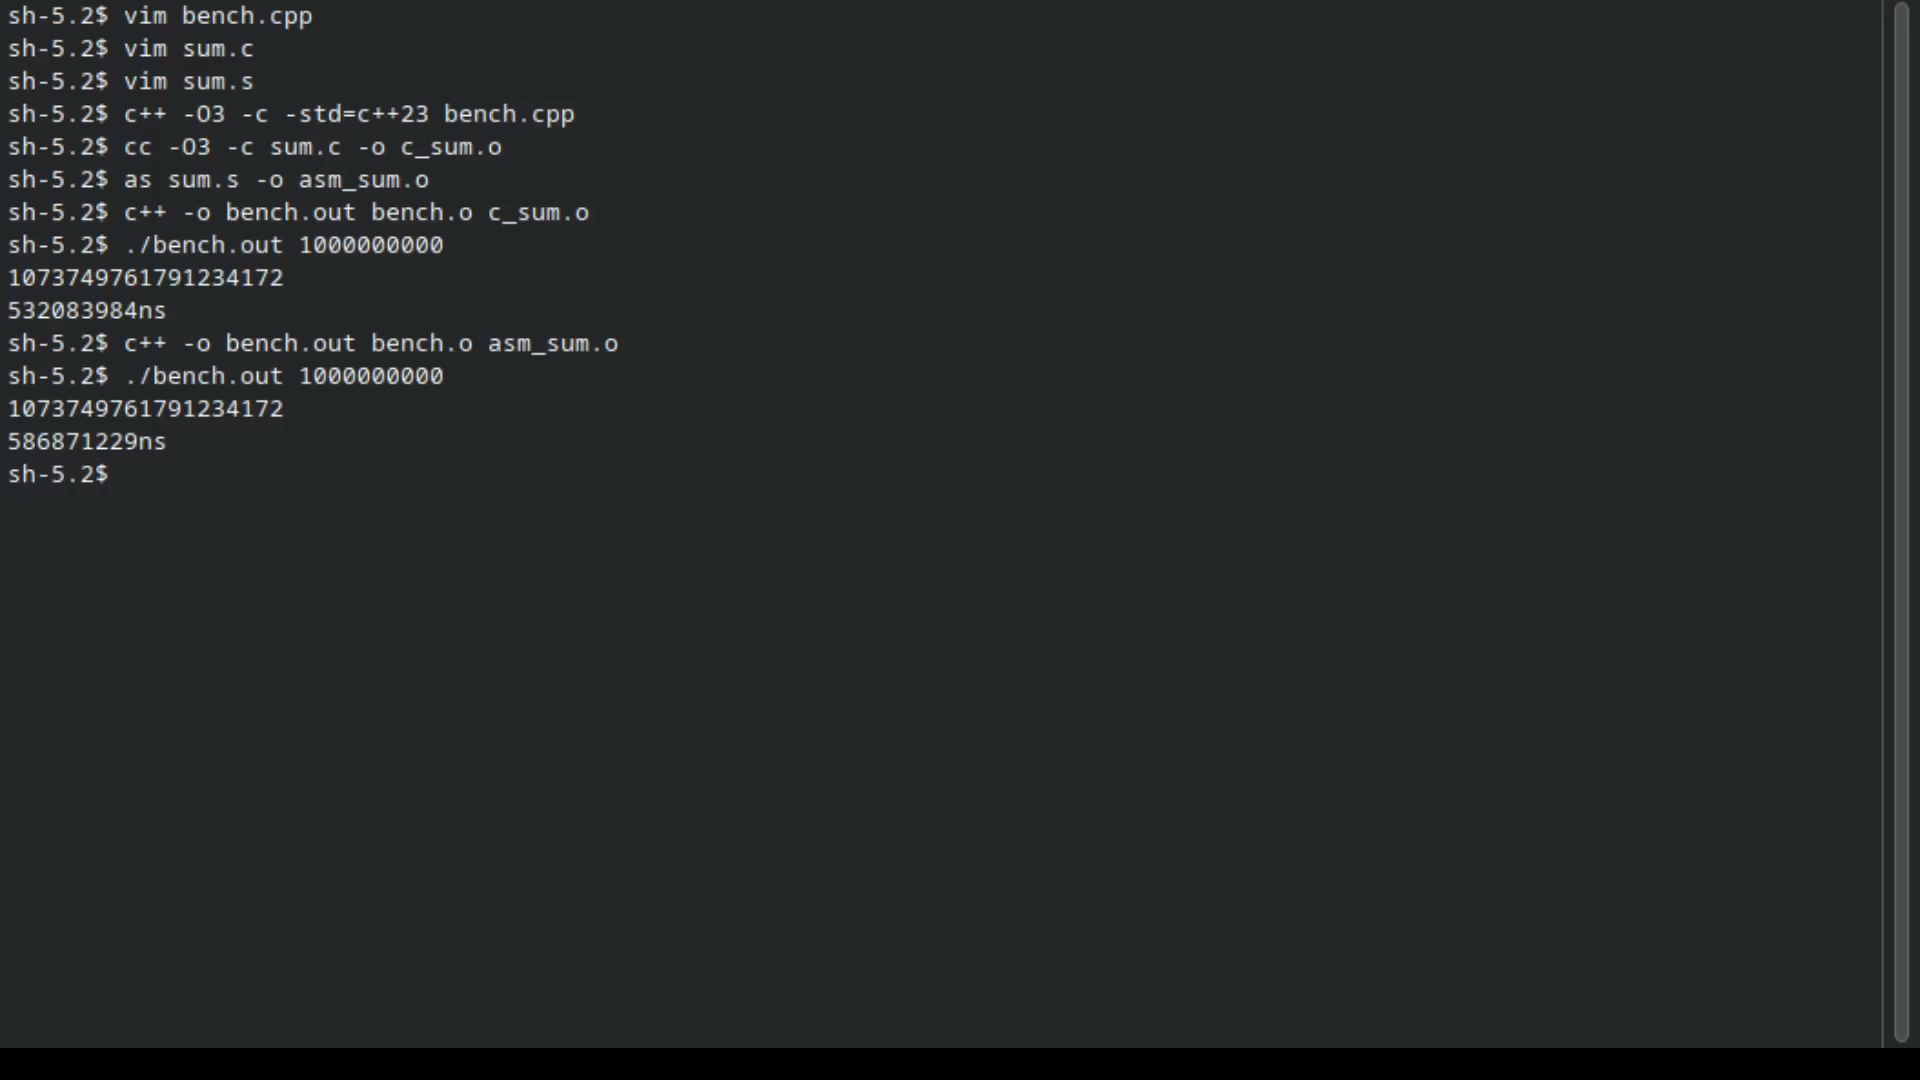 sh-5.2$ vim bench.cpp
sh-5.2$ vim sum.c
sh-5.2$ vim sum.s
sh-5.2$ c++ -O3 -c -std=c++23 bench.cpp
sh-5.2$ cc -O3 -c sum.c -o c_sum.o
sh-5.2$ as sum.s -o asm_sum.o
sh-5.2$ c++ -o bench.out bench.o c_sum.o
sh-5.2$ ./bench.out 1000000000
1073749761791234172
532083984ns
sh-5.2$ c++ -o bench.out bench.o asm_sum.o
sh-5.2$ ./bench.out 1000000000
1073749761791234172
586871229ns
sh-5.2$